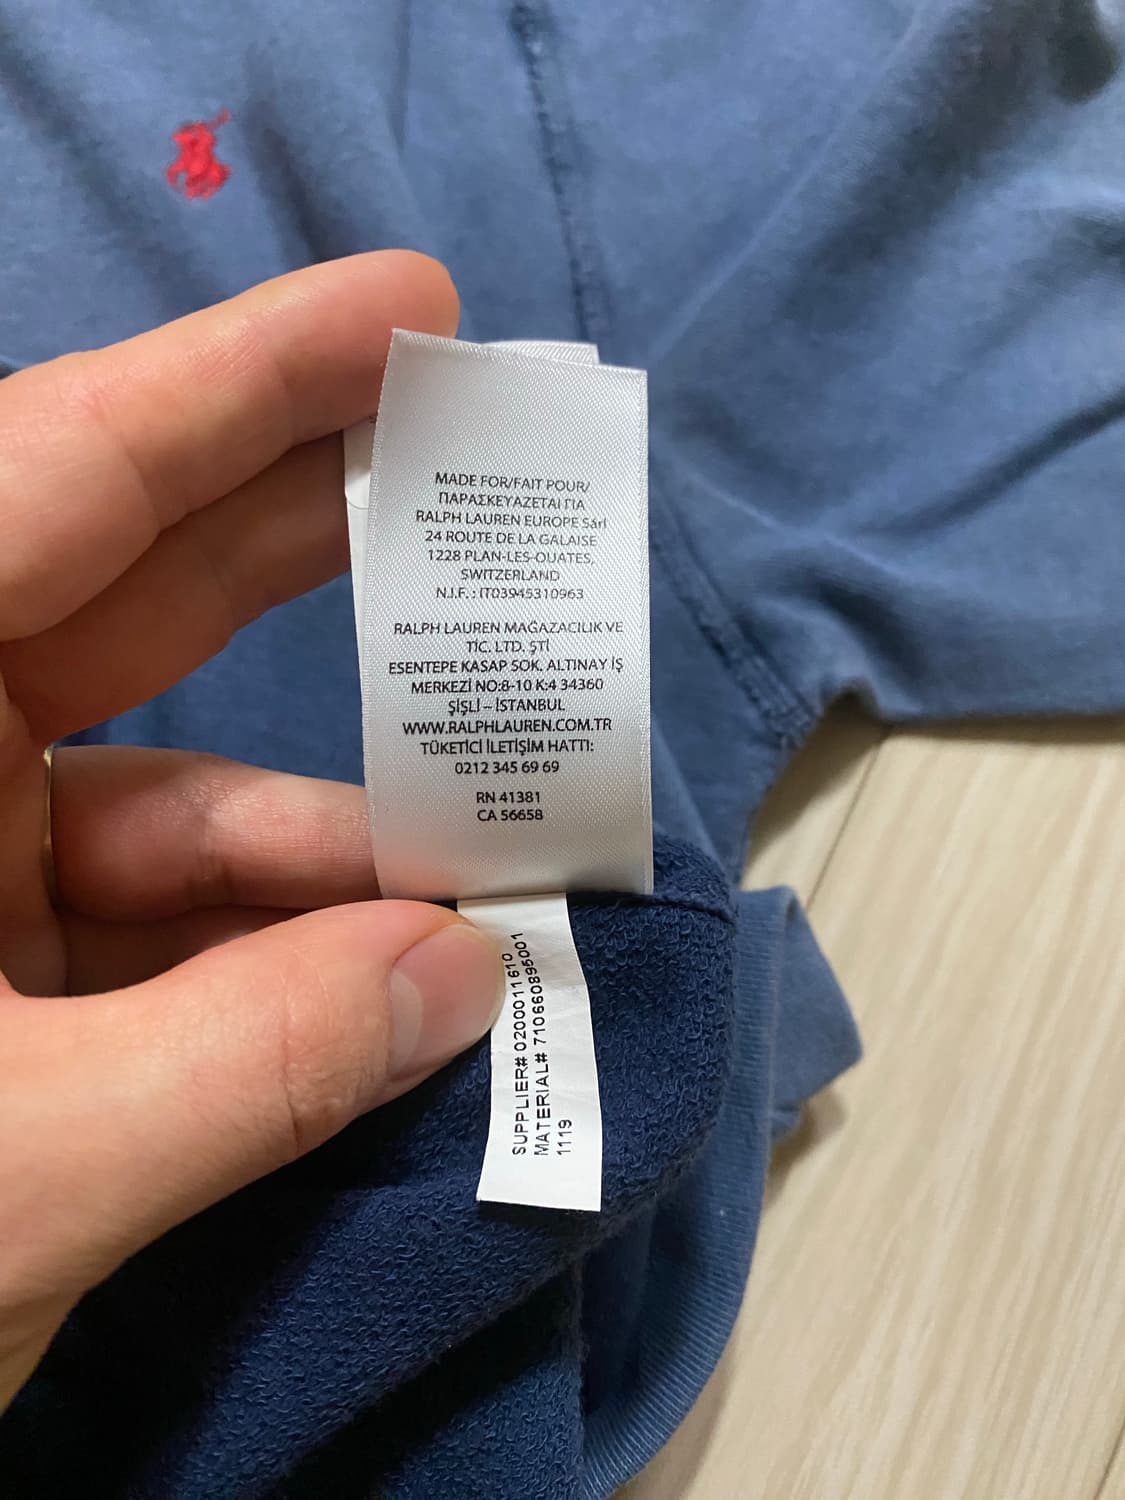 MADE FOR/FAIT POUR/
ΠΑΡΑΣΚΕΥΑΖΕΤΑΙ ΓΙΑ
RALPH LAUREN EUROPE Sárl
24 ROUTE DE LA GALAISE
1228 PLAN-LES-OUATES,
SWITZERLAND
N.I.F. : IT03945310963
RALPH LAUREN MAĞAZACILIK VE
TİC. LTD. ŞTİ
ESENTEPE KASAP SOK. ALTINAY İŞ
MERKEZİ NO:8-10 K:4 34360
ŞİŞLİ – İSTANBUL
WWW.RALPHLAUREN.COM.TR
TÜKETİCİ İLETİŞİM HATTI:
0212 345 69 69
RN 41381
CA 56658
SUPPLIER# 0200011610
MATERIAL# 710660895001
1119